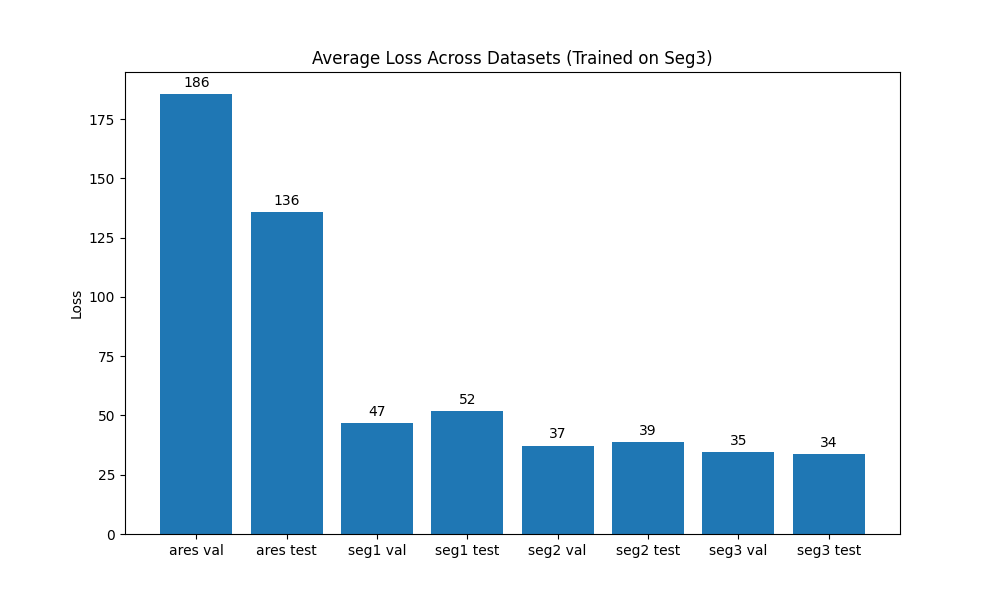 Average Loss Across Datasets (Trained on Seg3)
Loss
175
150
125
100
75
50
25
0
186
136
47
52
37
39
35
34
ares val
ares test
seg1 val
seg1 test
seg2 val
seg2 test
seg3 val
seg3 test